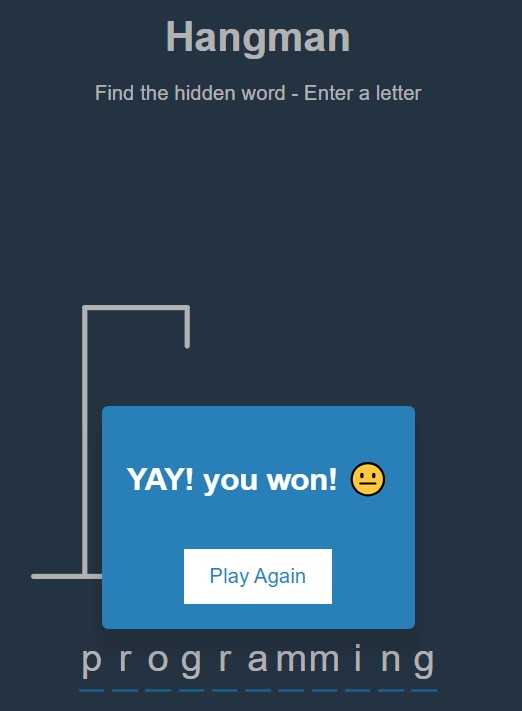 Hangman
Find the hidden word - Enter a letter
YAY! you won! 😐
Play Again
p r o g r a m m i n g